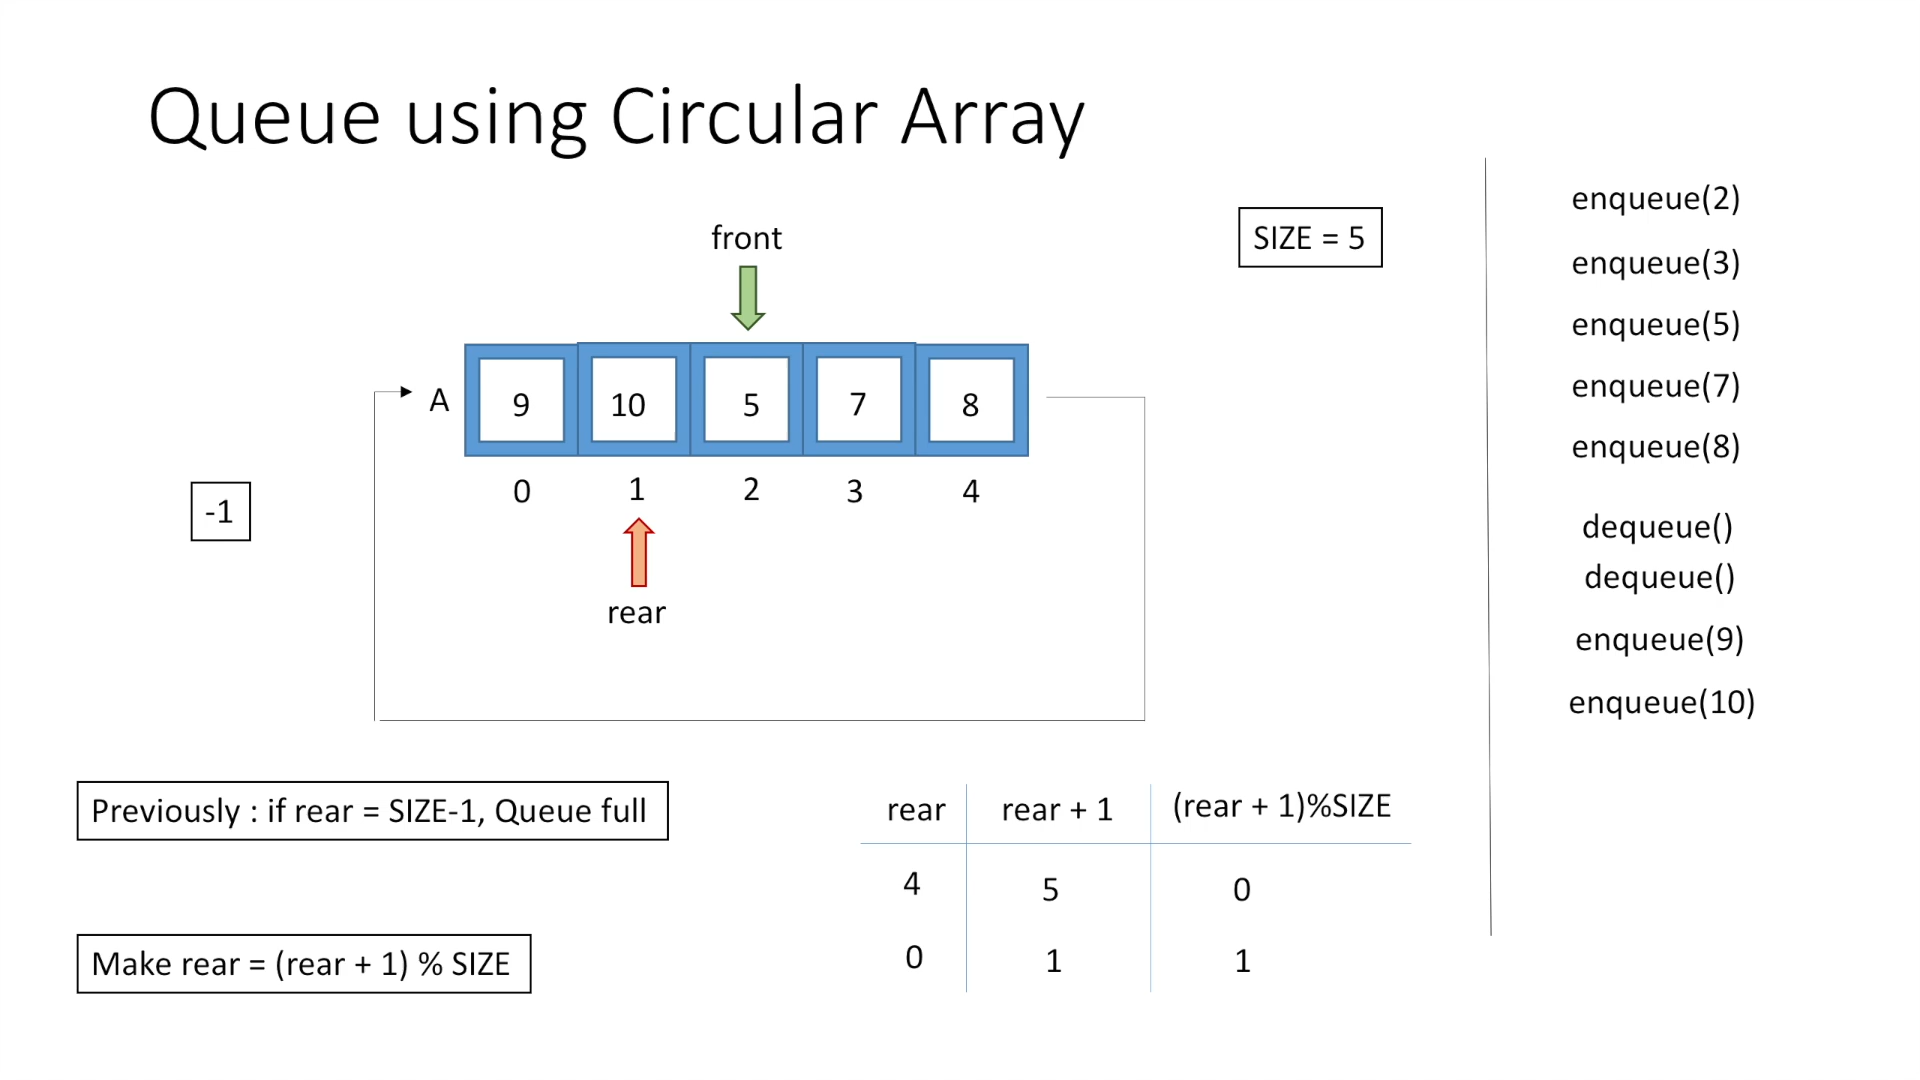 Queue using Circular Array
front
SIZE = 5
A
9 10 5 7 8
0 1 2 3 4
-1
rear
Previously : if rear = SIZE-1, Queue full
Make rear = (rear + 1) % SIZE
rear rear + 1 (rear + 1)%SIZE
4 5 0
0 1 1
enqueue(2)
enqueue(3)
enqueue(5)
enqueue(7)
enqueue(8)
dequeue()
dequeue()
enqueue(9)
enqueue(10)